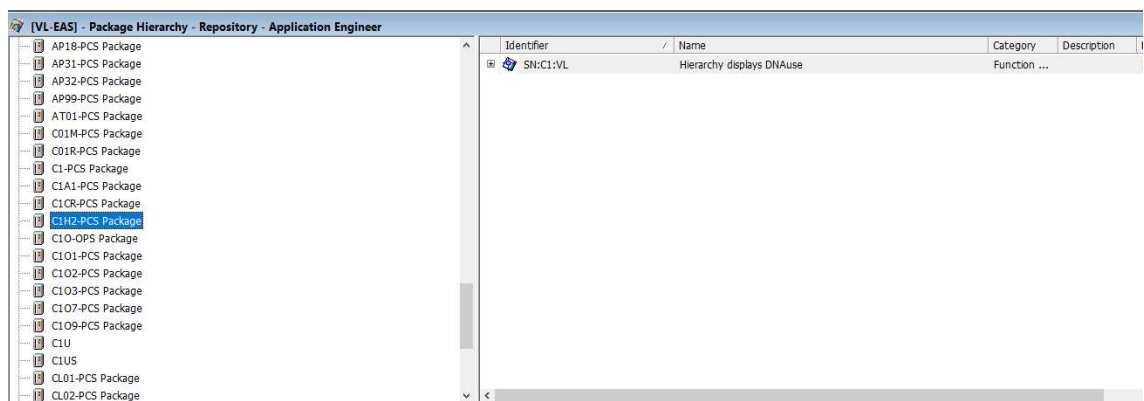 [VL-EAS] - Package Hierarchy - Repository - Application Engineer
AP18-PCS Package
AP31-PCS Package
AP32-PCS Package
AP99-PCS Package
AT01-PCS Package
C01M-PCS Package
C01R-PCS Package
C1-PCS Package
C1A1-PCS Package
C1CR-PCS Package
C1H2-PCS Package
C1O-OPS Package
C1O1-PCS Package
C1O2-PCS Package
C1O3-PCS Package
C1O7-PCS Package
C1O9-PCS Package
C1U
C1US
CL01-PCS Package
CL02-PCS Package
Identifier / Name Category Description
SN:C1:VL Hierarchy displays DNAuse Function ...